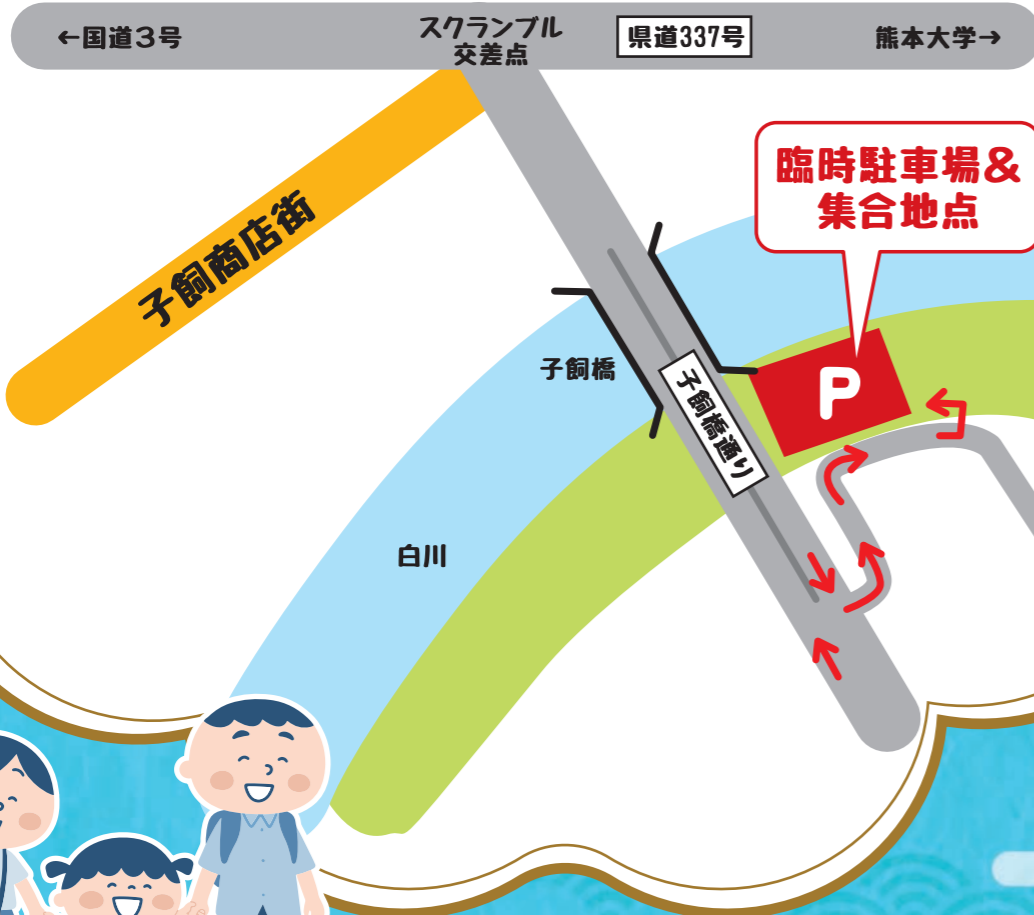 ←国道3号
スクランブル
交差点
県道337号
熊本大学→
臨時駐車場&
集合地点
子飼商店街
子飼橋
P
子飼橋通り
白川